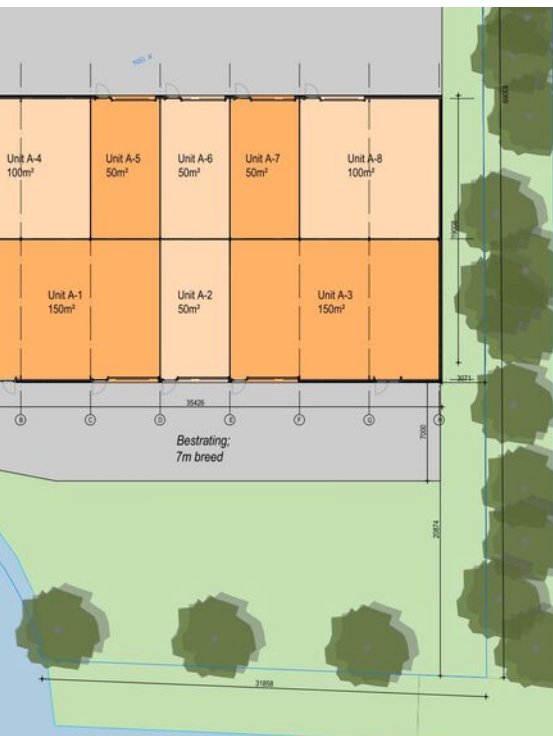 Unit A-4
100m²
Unit A-5
50m²
Unit A-6
50m²
Unit A-7
50m²
Unit A-8
100m²
Unit A-1
150m²
Unit A-2
50m²
Unit A-3
150m²
3071
35426
B
C
D
E
F
G
H
7000
Bestrating;
7m breed
20874
31858